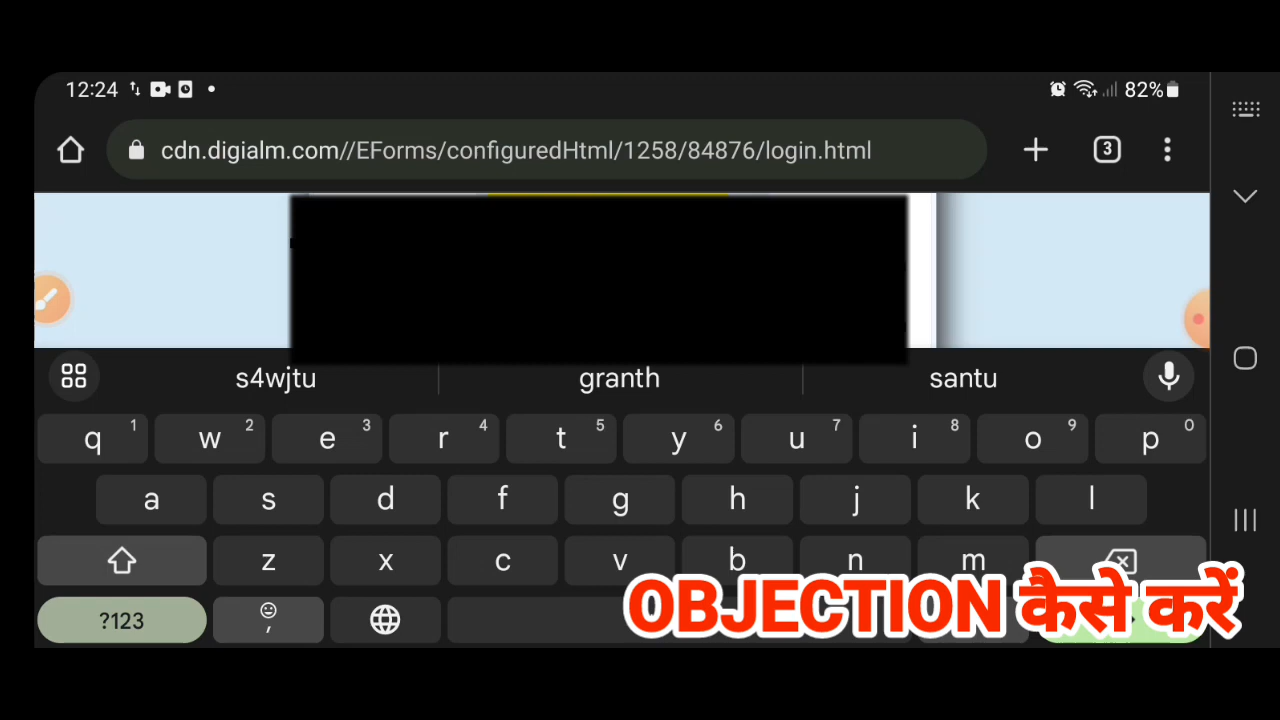 12:24 82%
cdn.digialm.com//EForms/configuredHtml/1258/84876/login.html 3
s4wjtu granth santu
q 1 w 2 e 3 r 4 t 5 y 6 u 7 i 8 o 9 p 0
a s d f g h j k l
z x c v b n m
?123 ,
OBJECTION कैसे करें